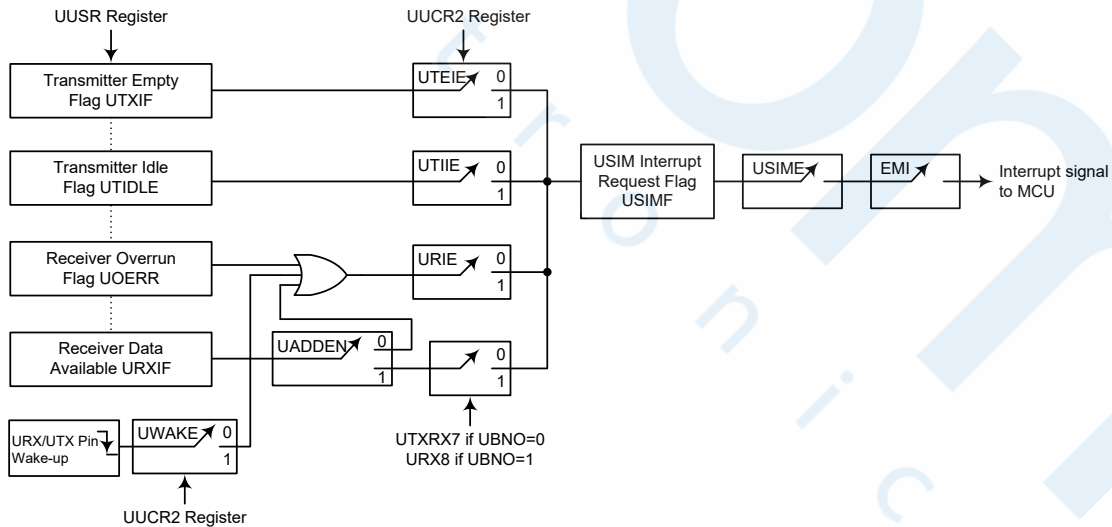 UUSR Register
UUCR2 Register
Transmitter Empty
Flag UTXIF
UTEIE 0
1
Transmitter Idle
Flag UTIDLE
UTIIE 0
1
USIM Interrupt
Request Flag
USIMF
USIME
EMI
Interrupt signal
to MCU
Receiver Overrun
Flag UOERR
URIE 0
1
Receiver Data
Available URXIF
UADDEN 0
1
0
1
URX/UTX Pin
Wake-up
UWAKE 0
1
UTXRX7 if UBNO=0
URX8 if UBNO=1
UUCR2 Register
r
o
n
i
c